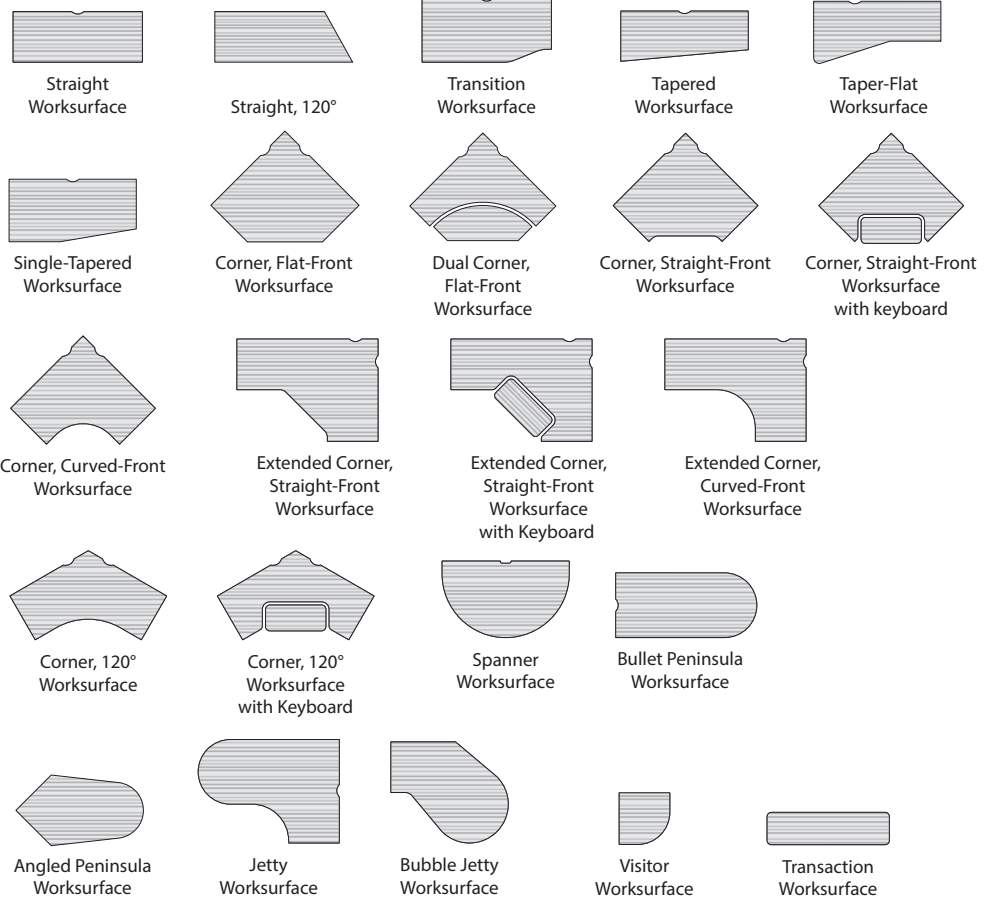 Straight
Worksurface
Straight, 120°
Transition
Worksurface
Tapered
Worksurface
Taper-Flat
Worksurface
Single-Tapered
Worksurface
Corner, Flat-Front
Worksurface
Dual Corner,
Flat-Front
Worksurface
Corner, Straight-Front
Worksurface
Corner, Straight-Front
Worksurface
with keyboard
Corner, Curved-Front
Worksurface
Extended Corner,
Straight-Front
Worksurface
Extended Corner,
Straight-Front
Worksurface
with Keyboard
Extended Corner,
Curved-Front
Worksurface
Corner, 120°
Worksurface
Corner, 120°
Worksurface
with Keyboard
Spanner
Worksurface
Bullet Peninsula
Worksurface
Angled Peninsula
Worksurface
Jetty
Worksurface
Bubble Jetty
Worksurface
Visitor
Worksurface
Transaction
Worksurface